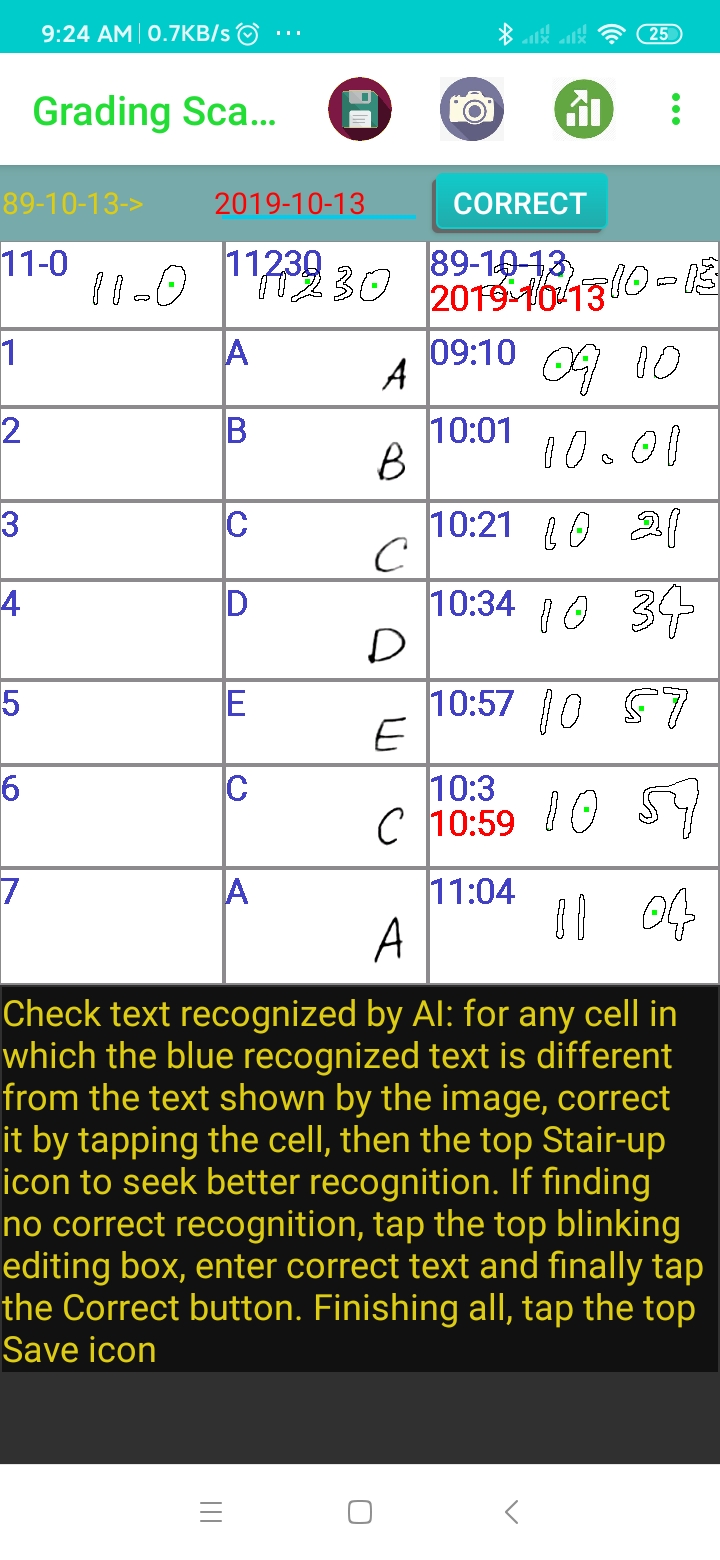 9:24 AM | 0.7KB/s ... 25
Grading Sca...
89-10-13-> 2019-10-13 CORRECT
11-0 11-0 11230 11230 89-10-13 2019-10-13
2019-10-13
1 A A 09:10 09 10
2 B B 10:01 10.01
3 C C 10:21 10 21
4 D D 10:34 10 34
5 E E 10:57 10 57
6 C C 10:3 10 59
10:59
7 A A 11:04 11 04
Check text recognized by AI: for any cell in
which the blue recognized text is different
from the text shown by the image, correct
it by tapping the cell, then the top Stair-up
icon to seek better recognition. If finding
no correct recognition, tap the top blinking
editing box, enter correct text and finally tap
the Correct button. Finishing all, tap the top
Save icon